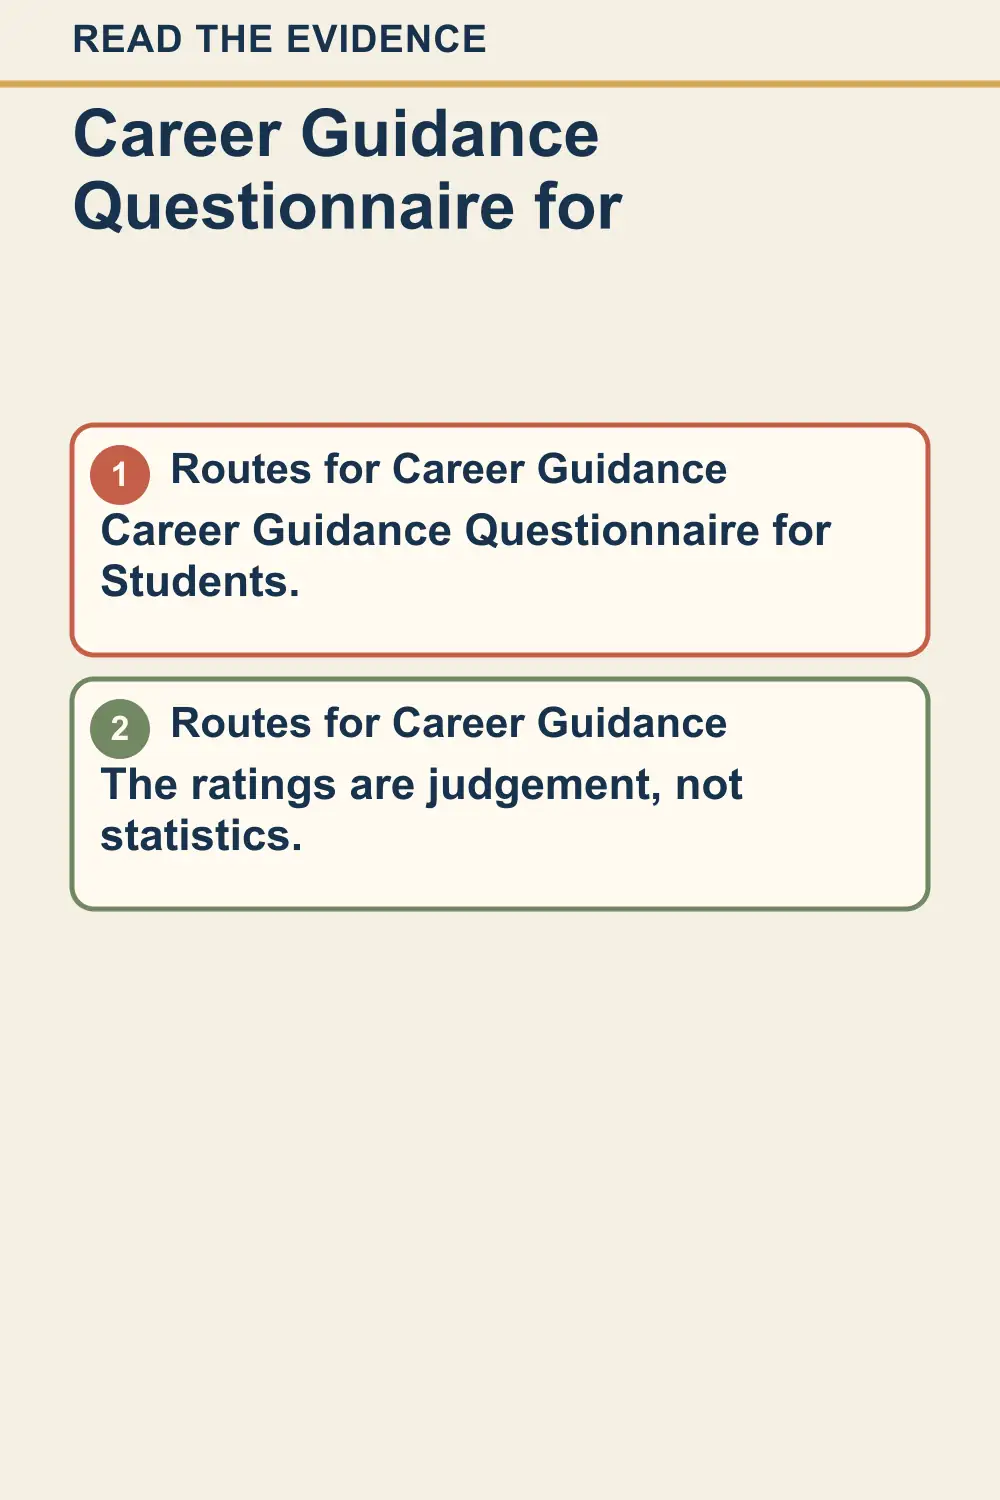 READ THE EVIDENCE
Career Guidance
Questionnaire for
1 Routes for Career Guidance
Career Guidance Questionnaire for
Students.
2 Routes for Career Guidance
The ratings are judgement, not
statistics.